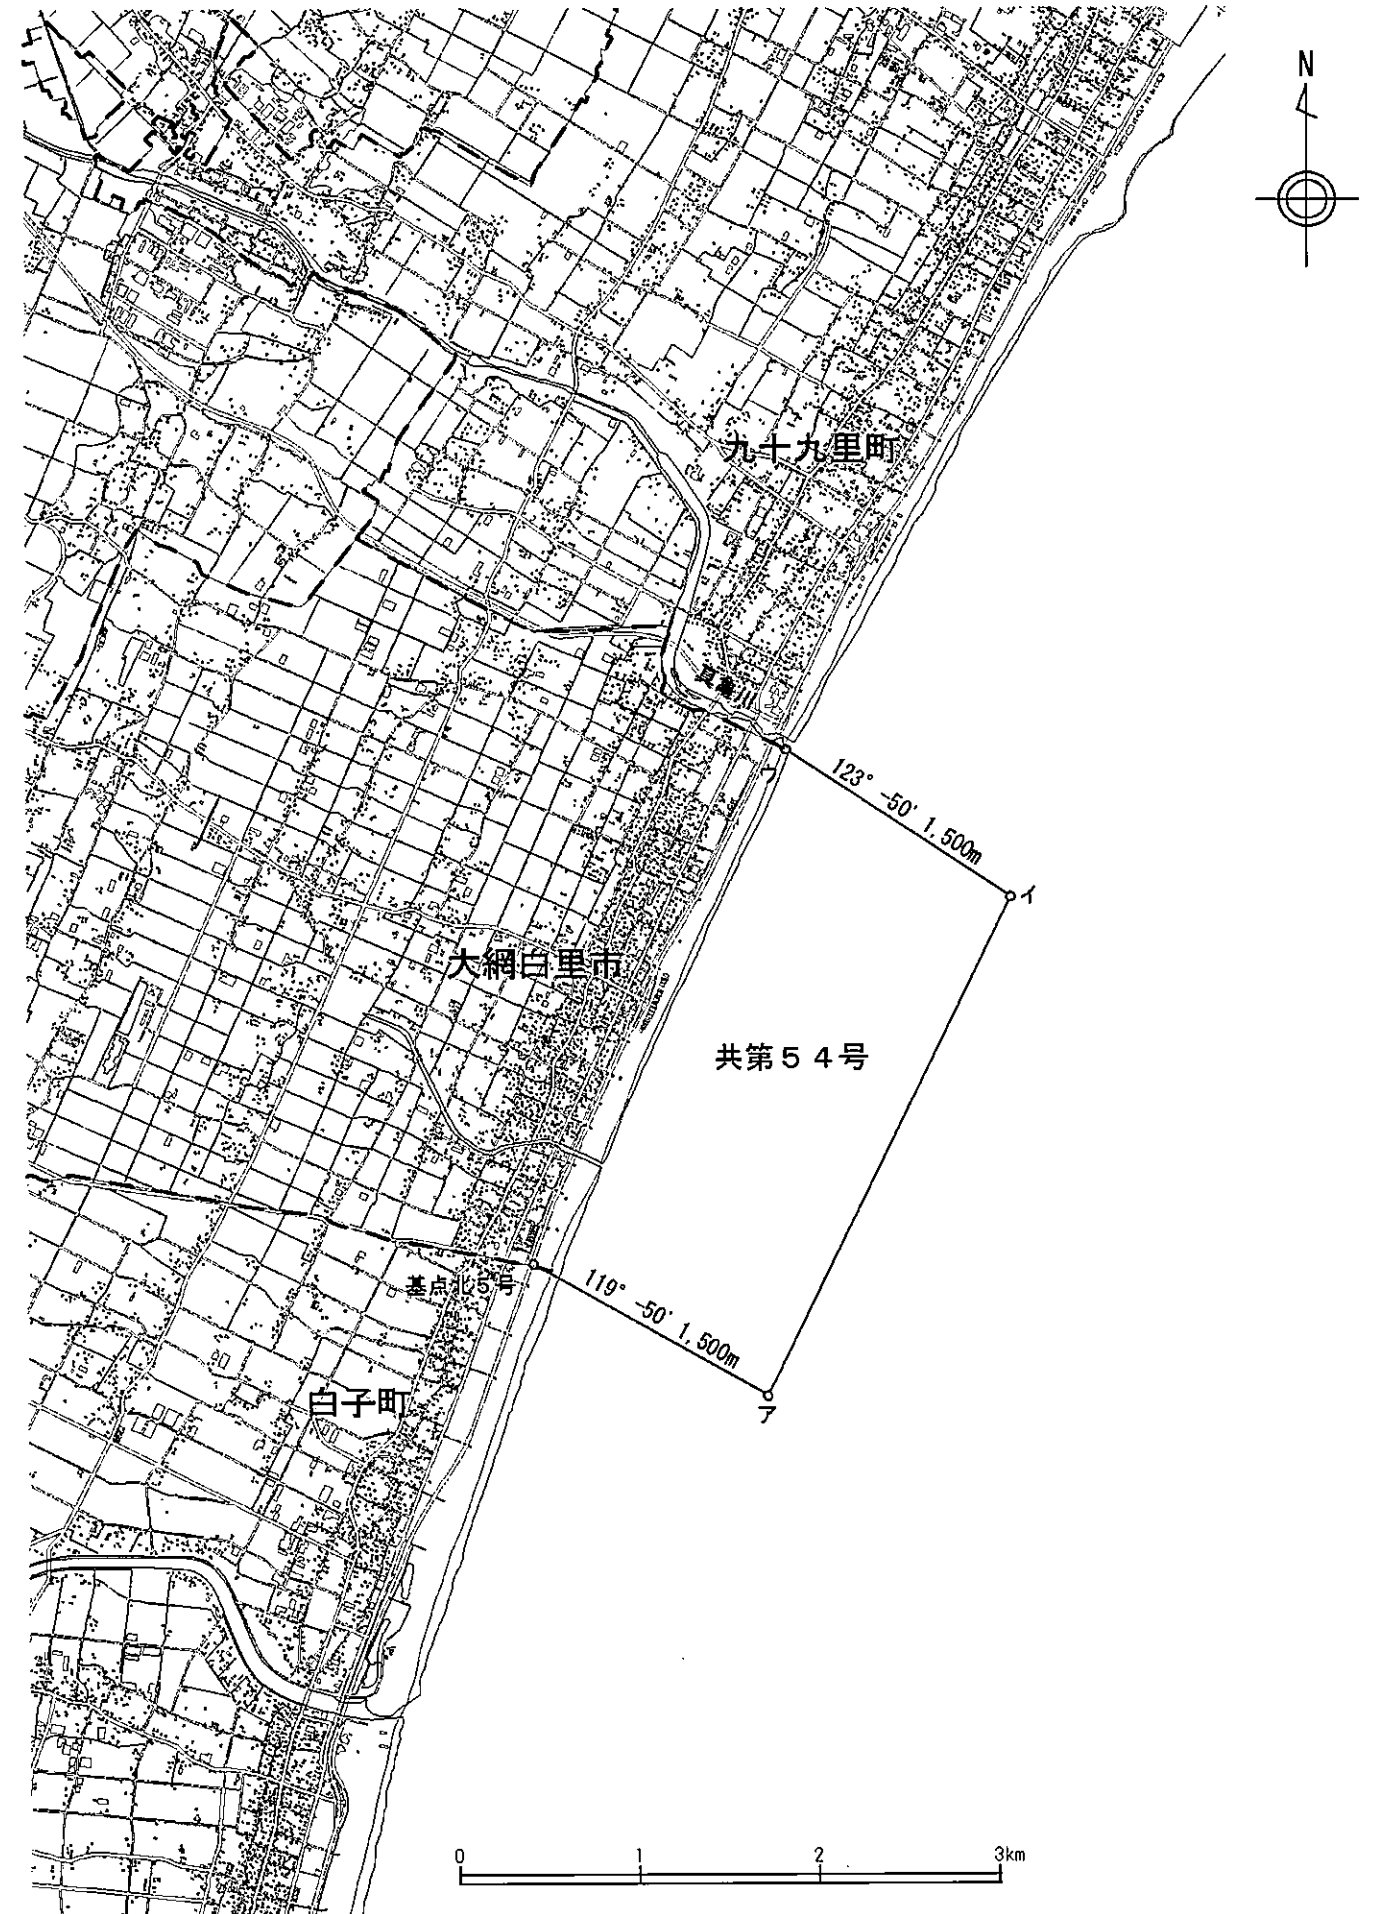 N
九十九里町
真亀川
ウ
123°-50' 1,500m
イ
大網白里市
共第54号
基点北5号
119°-50' 1,500m
白子町
ア
0 1 2 3km